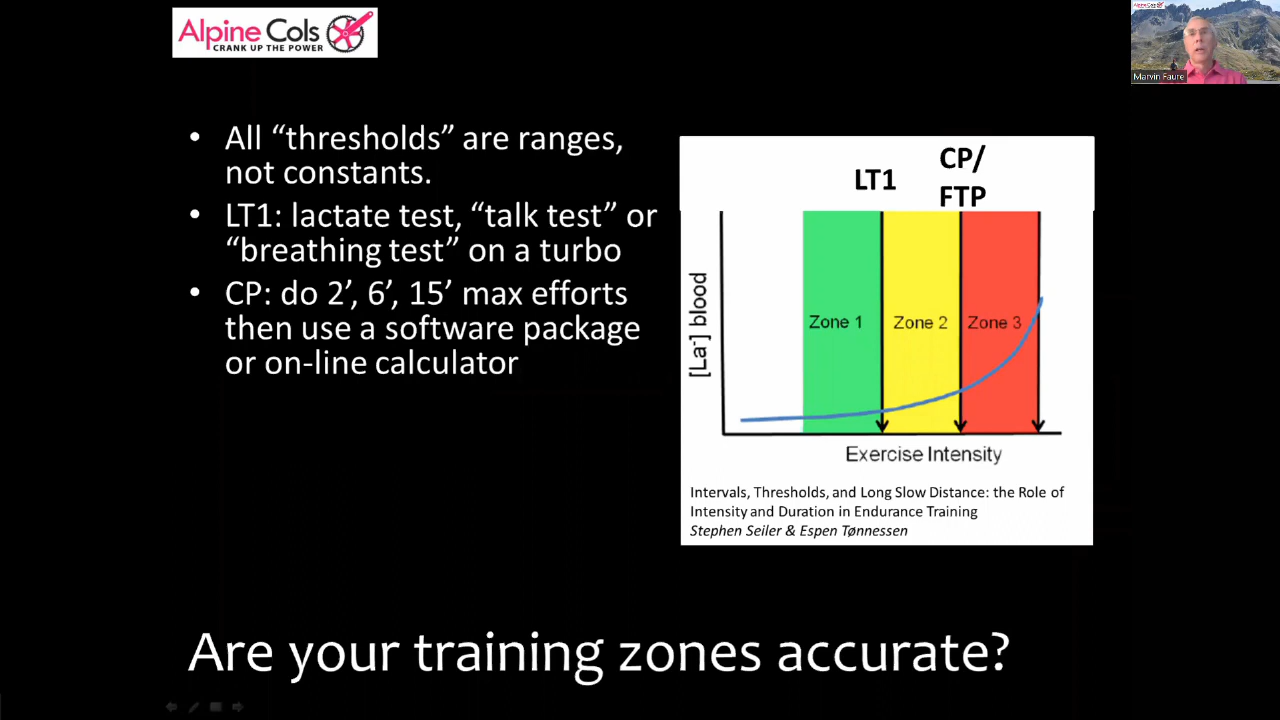 Alpine Cols
CRANK UP THE POWER
Alpine Cols
Marvin Faure
• All “thresholds” are ranges,
not constants.
• LT1: lactate test, “talk test” or
“breathing test” on a turbo
• CP: do 2’, 6’, 15’ max efforts
then use a software package
or on-line calculator
LT1
CP/
FTP
[La-] blood
Zone 1
Zone 2
Zone 3
Exercise Intensity
Intervals, Thresholds, and Long Slow Distance: the Role of
Intensity and Duration in Endurance Training
Stephen Seiler & Espen Tønnessen
Are your training zones accurate?